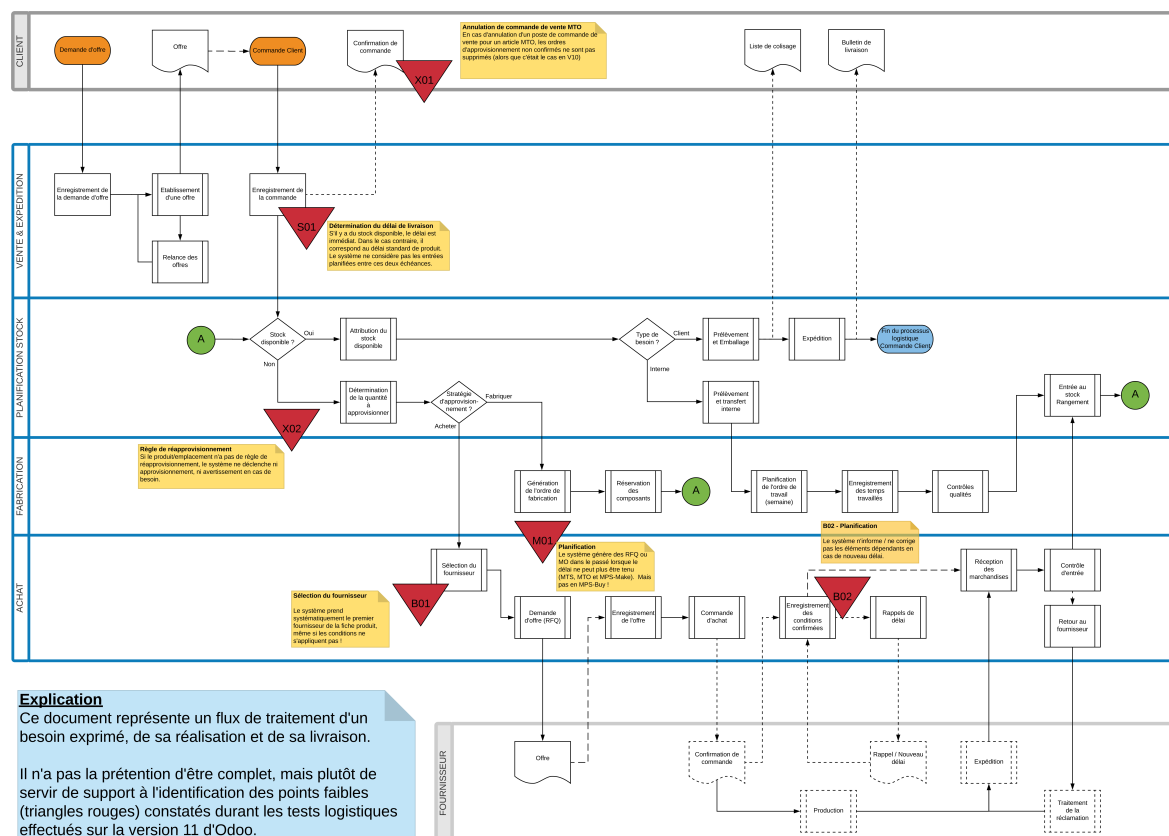 CLIENT
Demande d'offre
Offre
Commande Client
Confirmation de
commande
X01
Annulation de commande de vente MTO
En cas d'annulation d'un poste de commande de
vente pour un article MTO, les ordres
d'approvisionnement non confirmés ne sont pas
supprimés (alors que c'était le cas en V10)
Liste de colisage
Bulletin de
livraison
VENTE & EXPEDITION
Enregistrement de
la demande d'offre
Etablissement
d'une offre
Enregistrement de
la commande
Relance des
offres
S01
Détermination du délai de livraison
S'il y a du stock disponible, le délai est
immédiat. Dans le cas contraire, il
correspond au délai standard de produit.
Le système ne considère pas les entrées
planifiées entre ces deux échéances.
PLANIFICATION STOCK
A
Stock
disponible ?
Oui
Non
Attribution du
stock
disponible
Type de
besoin ?
Client
Interne
Prélèvement
et Emballage
Expédition
Fin du processus
logistique
Commande Client
Détermination
de la quantité
à
approvisionner
Stratégie
d'approvision-
nement ?
Fabriquer
Acheter
Prélèvement
et transfert
interne
Entrée au
stock
Rangement
A
X02
Règle de réapprovisionnement
Si le produit/emplacement n'a pas de règle de
réapprovisionnement, le système ne déclenche ni
approvisionnement, ni avertissement en cas de
besoin.
FABRICATION
Génération
de l'ordre de
fabrication
Réservation
des
composants
A
Planification
de l'ordre de
travail
(semaine)
Enregistrement
des temps
travaillés
Contrôles
qualités
M01
Planification
Le système génère des RFQ ou
MO dans le passé lorsque le
délai ne peut plus être tenu
(MTS, MTO et MPS-Make). Mais
pas en MPS-Buy !
B02 - Planification
Le système n'informe / ne corrige
pas les éléments dépendants en
cas de nouveau délai.
ACHAT
Sélection du
fournisseur
B01
Sélection du fournisseur
Le système prend
systématiquement le premier
fournisseur de la fiche produit,
même si les conditions ne
s'appliquent pas !
Demande
d'offre (RFQ)
Enregistrement
de l'offre
Commande
d'achat
Enregistrement
des
conditions
confirmées
B02
Rappels de
délai
Réception
des
marchandises
Contrôle
d'entrée
Retour au
fournisseur
Explication
Ce document représente un flux de traitement d'un
besoin exprimé, de sa réalisation et de sa livraison.
Il n'a pas la prétention d'être complet, mais plutôt de
servir de support à l'identification des points faibles
(triangles rouges) constatés durant les tests logistiques
effectués sur la version 11 d'Odoo.
FOURNISSEUR
Offre
Confirmation de
commande
Rappel / Nouveau
délai
Expédition
Production
Traitement
de la
réclamation